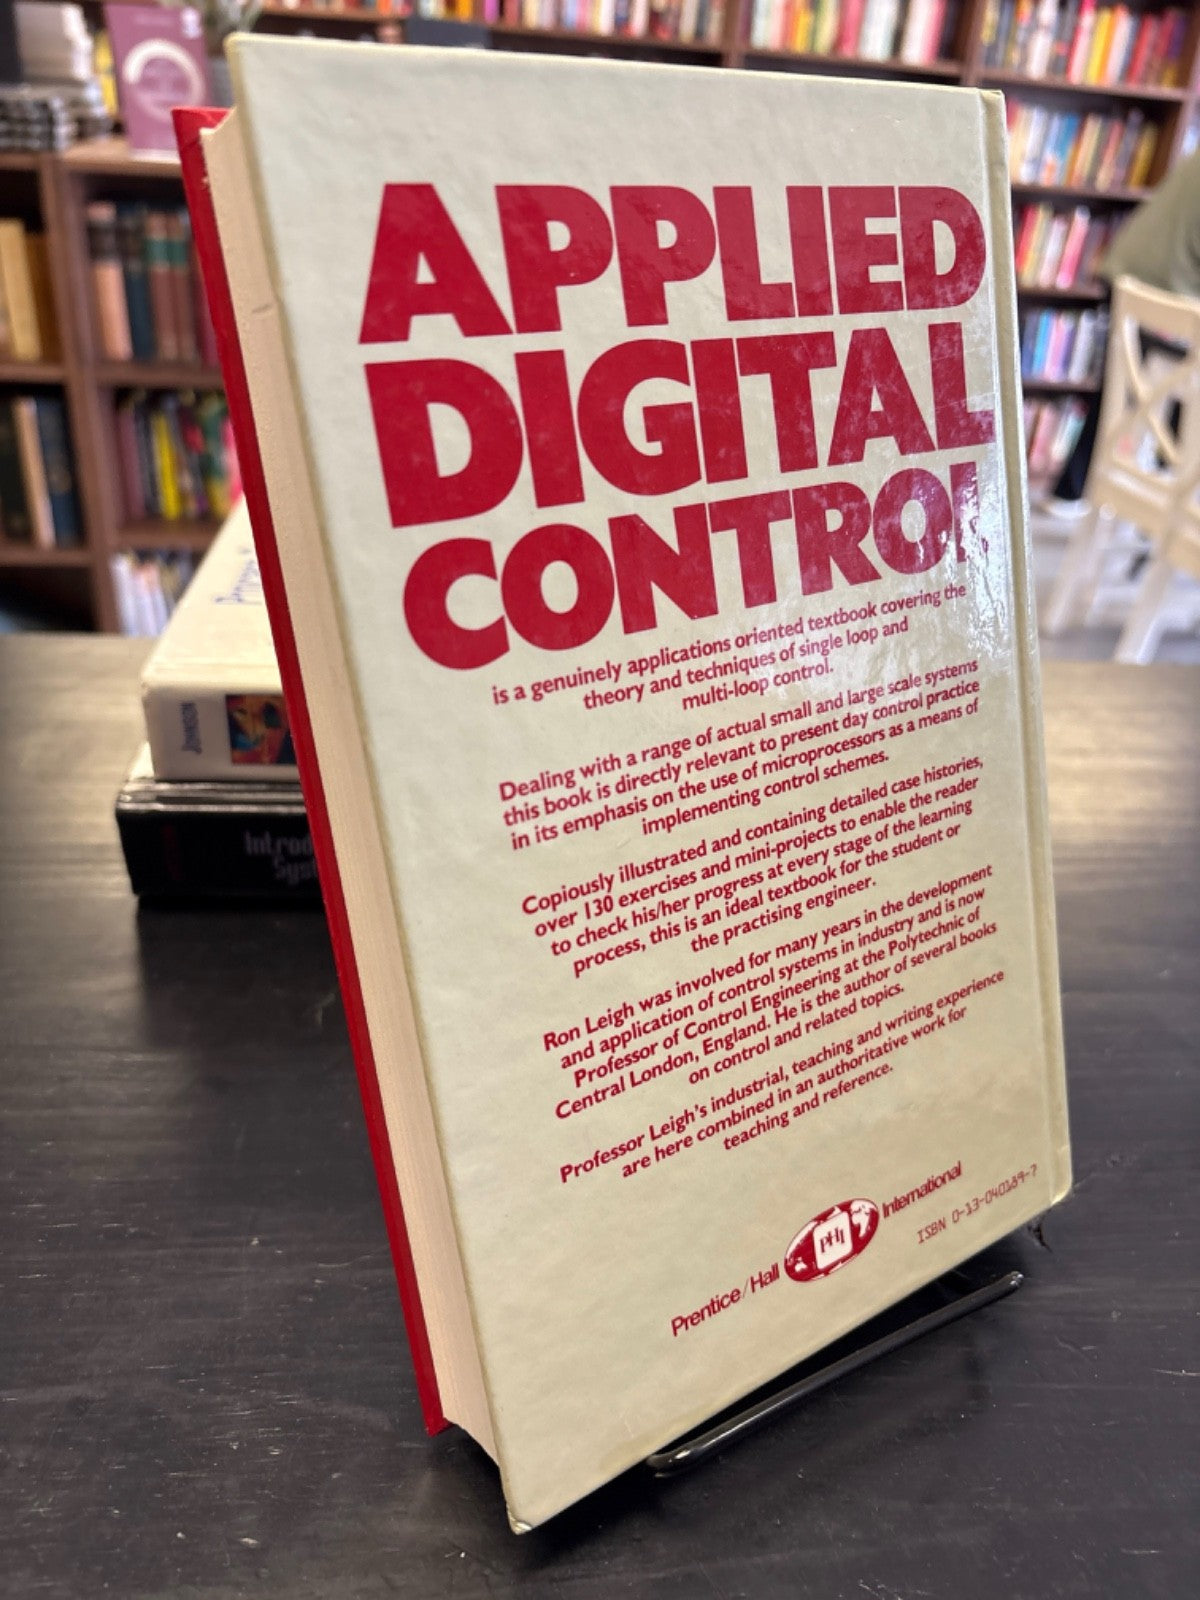 APPLIED
DIGITAL
CONTROL
is a genuinely applications oriented textbook covering the
theory and techniques of single loop and
multi-loop control.
Dealing with a range of actual small and large scale systems
this book is directly relevant to present day control practice
in its emphasis on the use of microprocessors as a means of
implementing control schemes.
Copiously illustrated and containing detailed case histories,
over 130 exercises and mini-projects to enable the reader
to check his/her progress at every stage of the learning
process, this is an ideal textbook for the student or
the practising engineer.
Ron Leigh was involved for many years in the development
and application of control systems in industry and is now
Professor of Control Engineering at the Polytechnic of
Central London, England. He is the author of several books
on control and related topics.
Professor Leigh's industrial, teaching and writing experience
are here combined in an authoritative work for
teaching and reference.
Prentice/Hall PHI International
ISBN 0-13-040189-7
JOHNSON